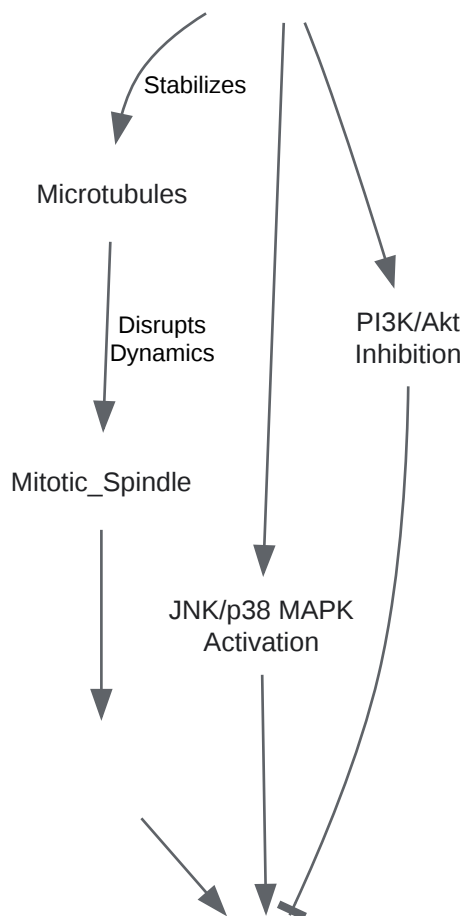 Stabilizes
Microtubules
Disrupts
Dynamics
PI3K/Akt
Inhibition
Mitotic_Spindle
JNK/p38 MAPK
Activation